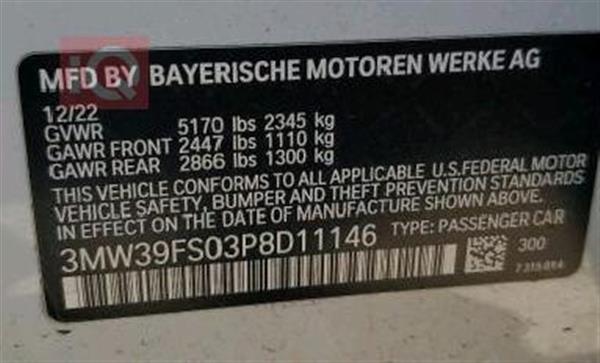 MFD BY BAYERISCHE MOTOREN WERKE AG
12/22
GVWR 5170 lbs 2345 kg
GAWR FRONT 2447 lbs 1110 kg
GAWR REAR 2866 lbs 1300 kg
THIS VEHICLE CONFORMS TO ALL APPLICABLE U.S.FEDERAL MOTOR
VEHICLE SAFETY, BUMPER AND THEFT PREVENTION STANDARDS
IN EFFECT ON THE DATE OF MANUFACTURE SHOWN ABOVE.
3MW39FS03P8D11146 TYPE: PASSENGER CAR
300